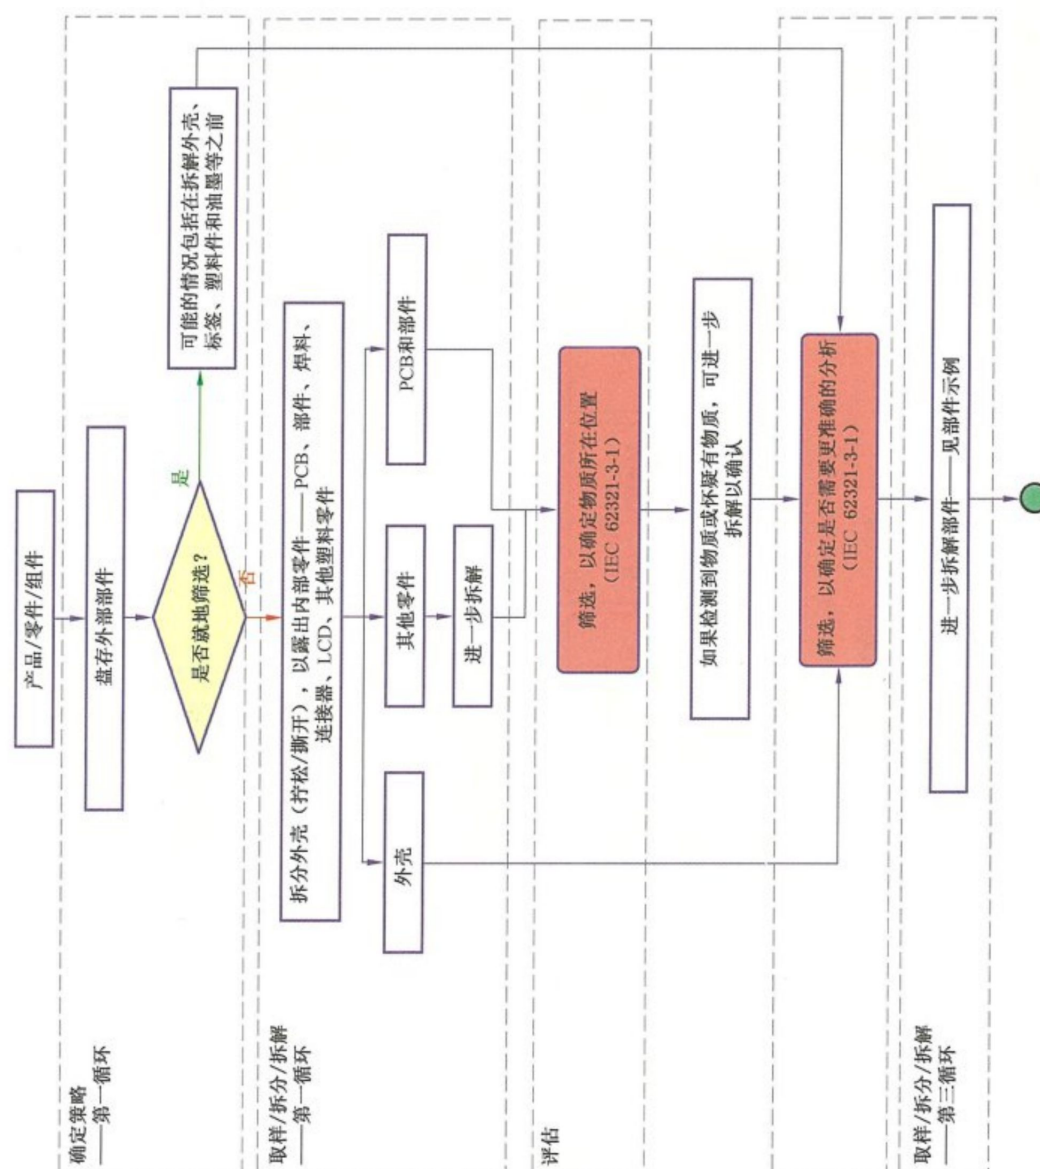 确定策略
——第一循环
产品/零件/组件
盘存外部部件
是否就地筛选?
是
否
可能的情况包括在拆解外壳、
标签、塑料件和油墨等之前
取样/拆分/拆解
——第一循环
拆分外壳（拧松/撕开），以露出内部零件——PCB、部件、焊料、
连接器、LCD、其他塑料零件
外壳
其他零件
PCB和部件
进一步拆解
评估
筛选，以确定物质所在位置
（IEC 62321-3-1）
如果检测到物质或怀疑有物质，可进一步
拆解以确认
筛选，以确定是否需要更准确的分析
（IEC 62321-3-1）
取样/拆分/拆解
——第三循环
进一步拆解部件——见部件示例